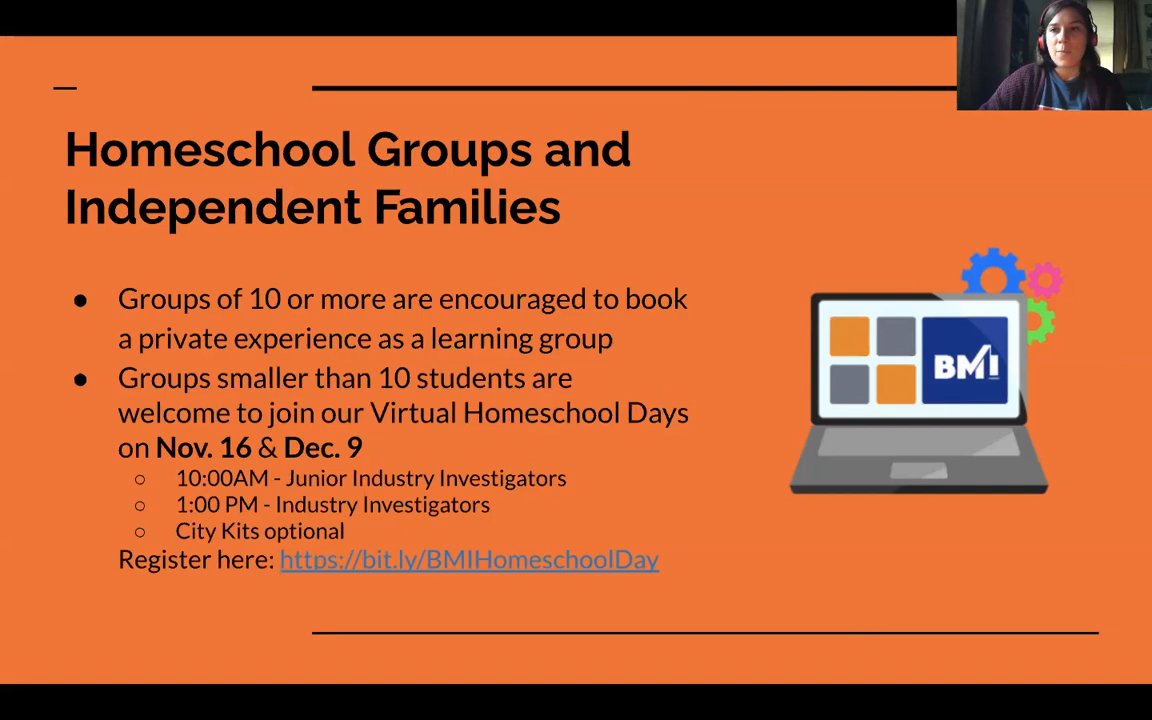 Homeschool Groups and
Independent Families
● Groups of 10 or more are encouraged to book
a private experience as a learning group
● Groups smaller than 10 students are
welcome to join our Virtual Homeschool Days
on Nov. 16 & Dec. 9
○ 10:00AM - Junior Industry Investigators
○ 1:00 PM - Industry Investigators
○ City Kits optional
Register here: https://bit.ly/BMIHomeschoolDay
BMI